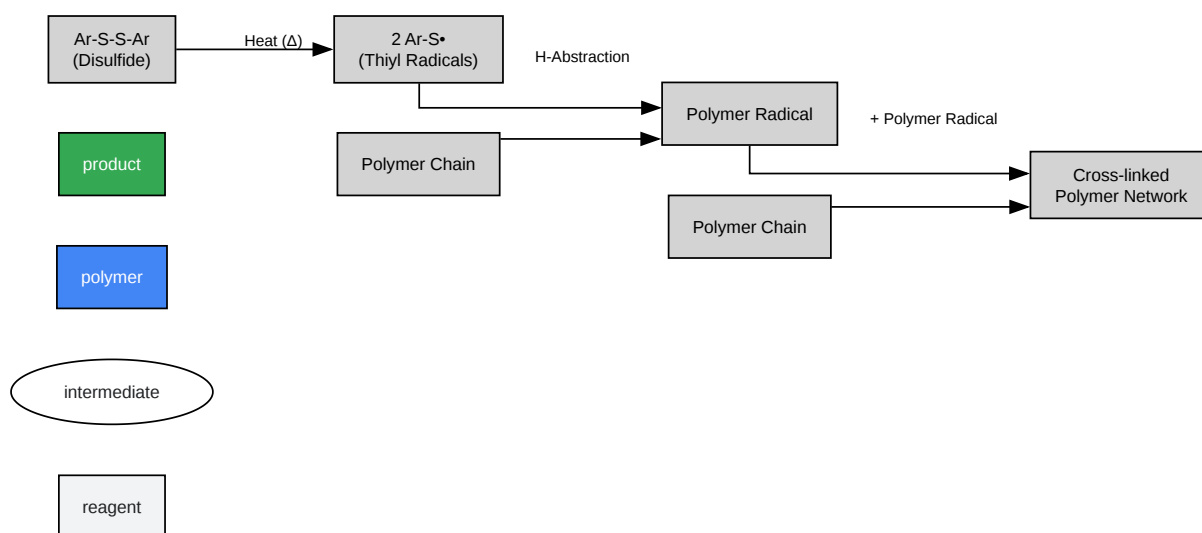 Ar-S-S-Ar
(Disulfide)
Heat (Δ)
2 Ar-S•
(Thiyl Radicals)
H-Abstraction
Polymer Chain
Polymer Radical
+ Polymer Radical
Polymer Chain
Cross-linked
Polymer Network
product
polymer
intermediate
reagent